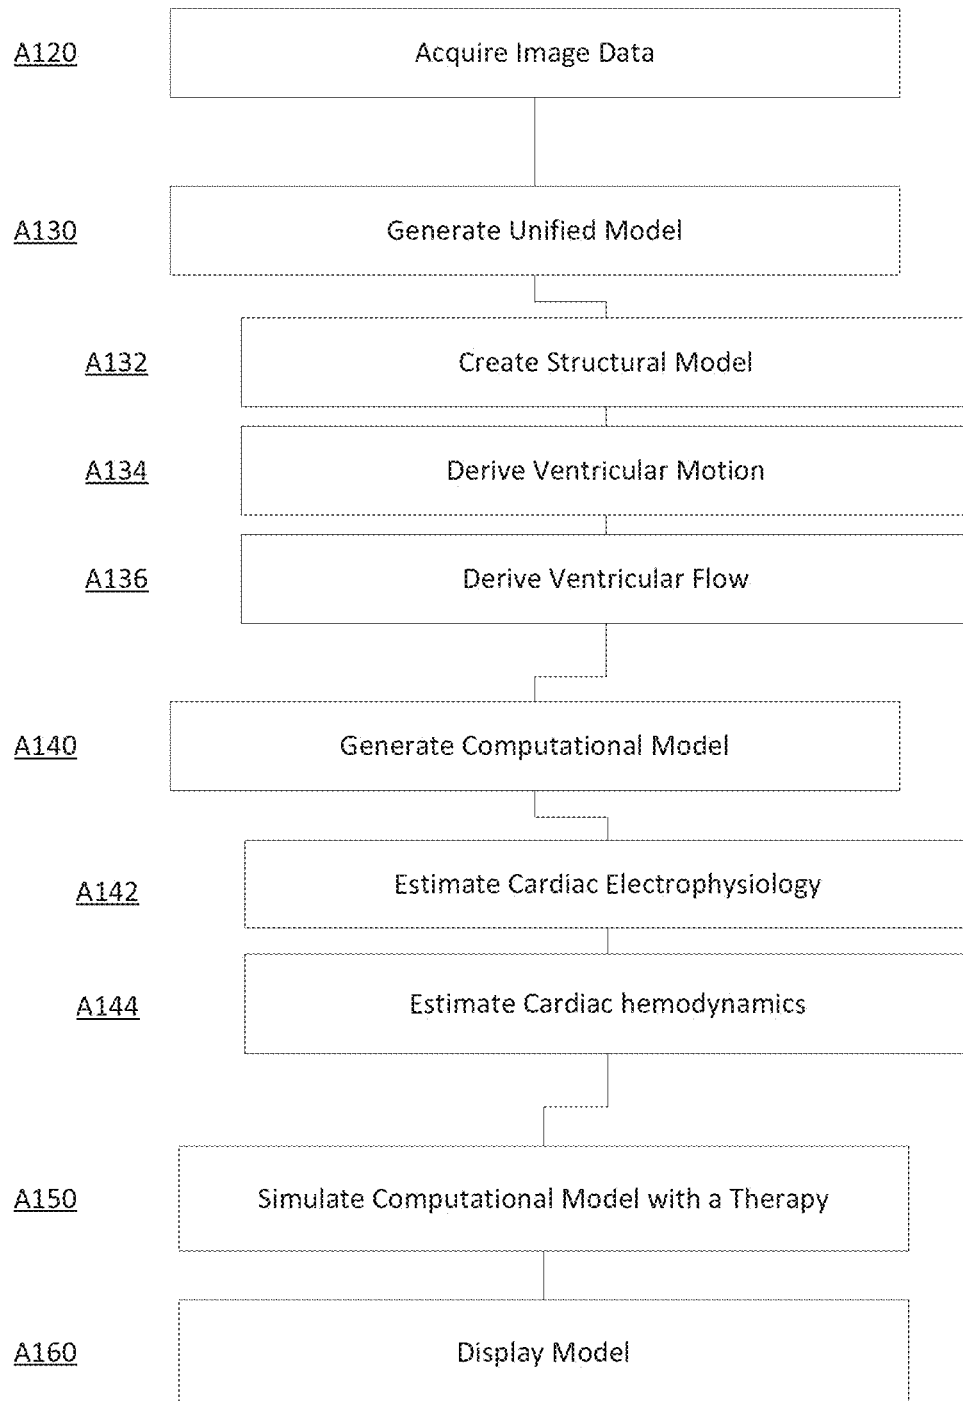 A120 Acquire Image Data
A130 Generate Unified Model
A132 Create Structural Model
A134 Derive Ventricular Motion
A136 Derive Ventricular Flow
A140 Generate Computational Model
A142 Estimate Cardiac Electrophysiology
A144 Estimate Cardiac hemodynamics
A150 Simulate Computational Model with a Therapy
A160 Display Model